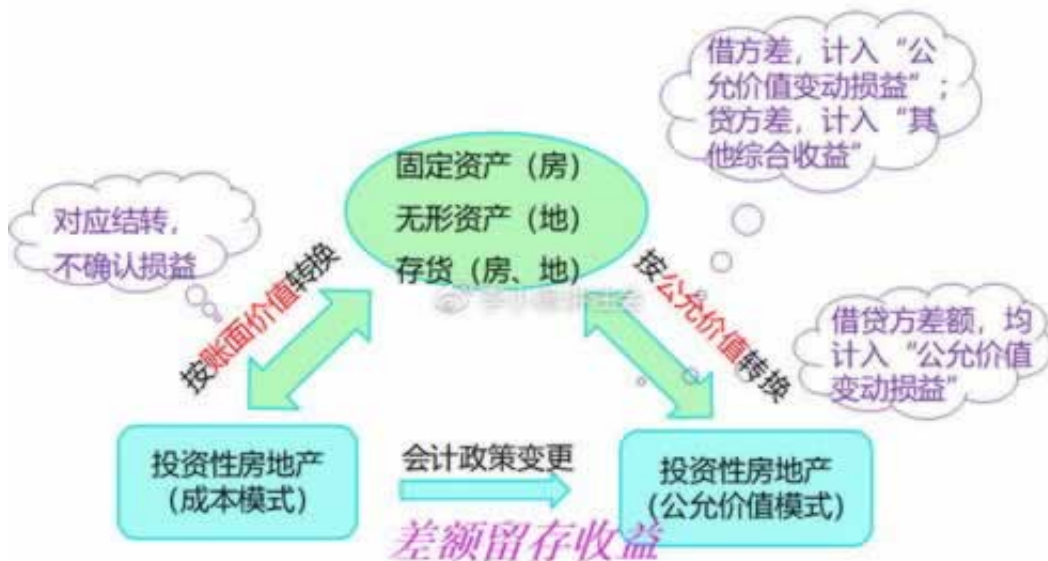 借方差，计入“公
允价值变动损益”；
贷方差，计入“其
他综合收益”
固定资产（房）
无形资产（地）
存货（房、地）
对应结转，
不确认损益
按账面价值转换
按公允价值转换
借贷方差额，均
计入“公允价值
变动损益”
投资性房地产
（成本模式）
会计政策变更
投资性房地产
（公允价值模式）
差额留存收益